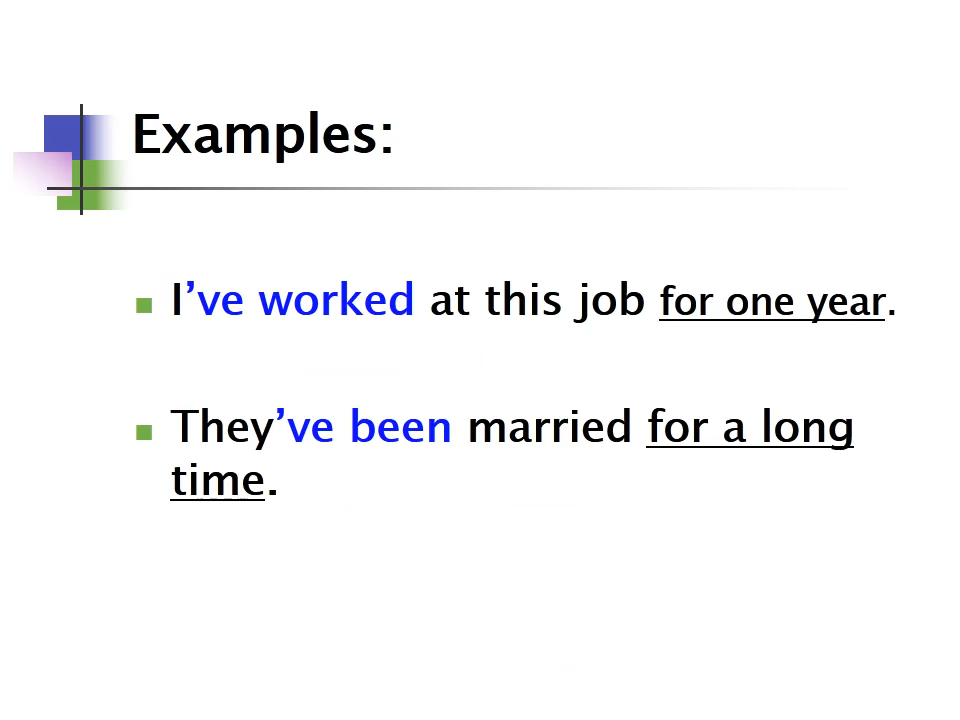 Examples:
I’ve worked at this job for one year.
They’ve been married for a long
time.